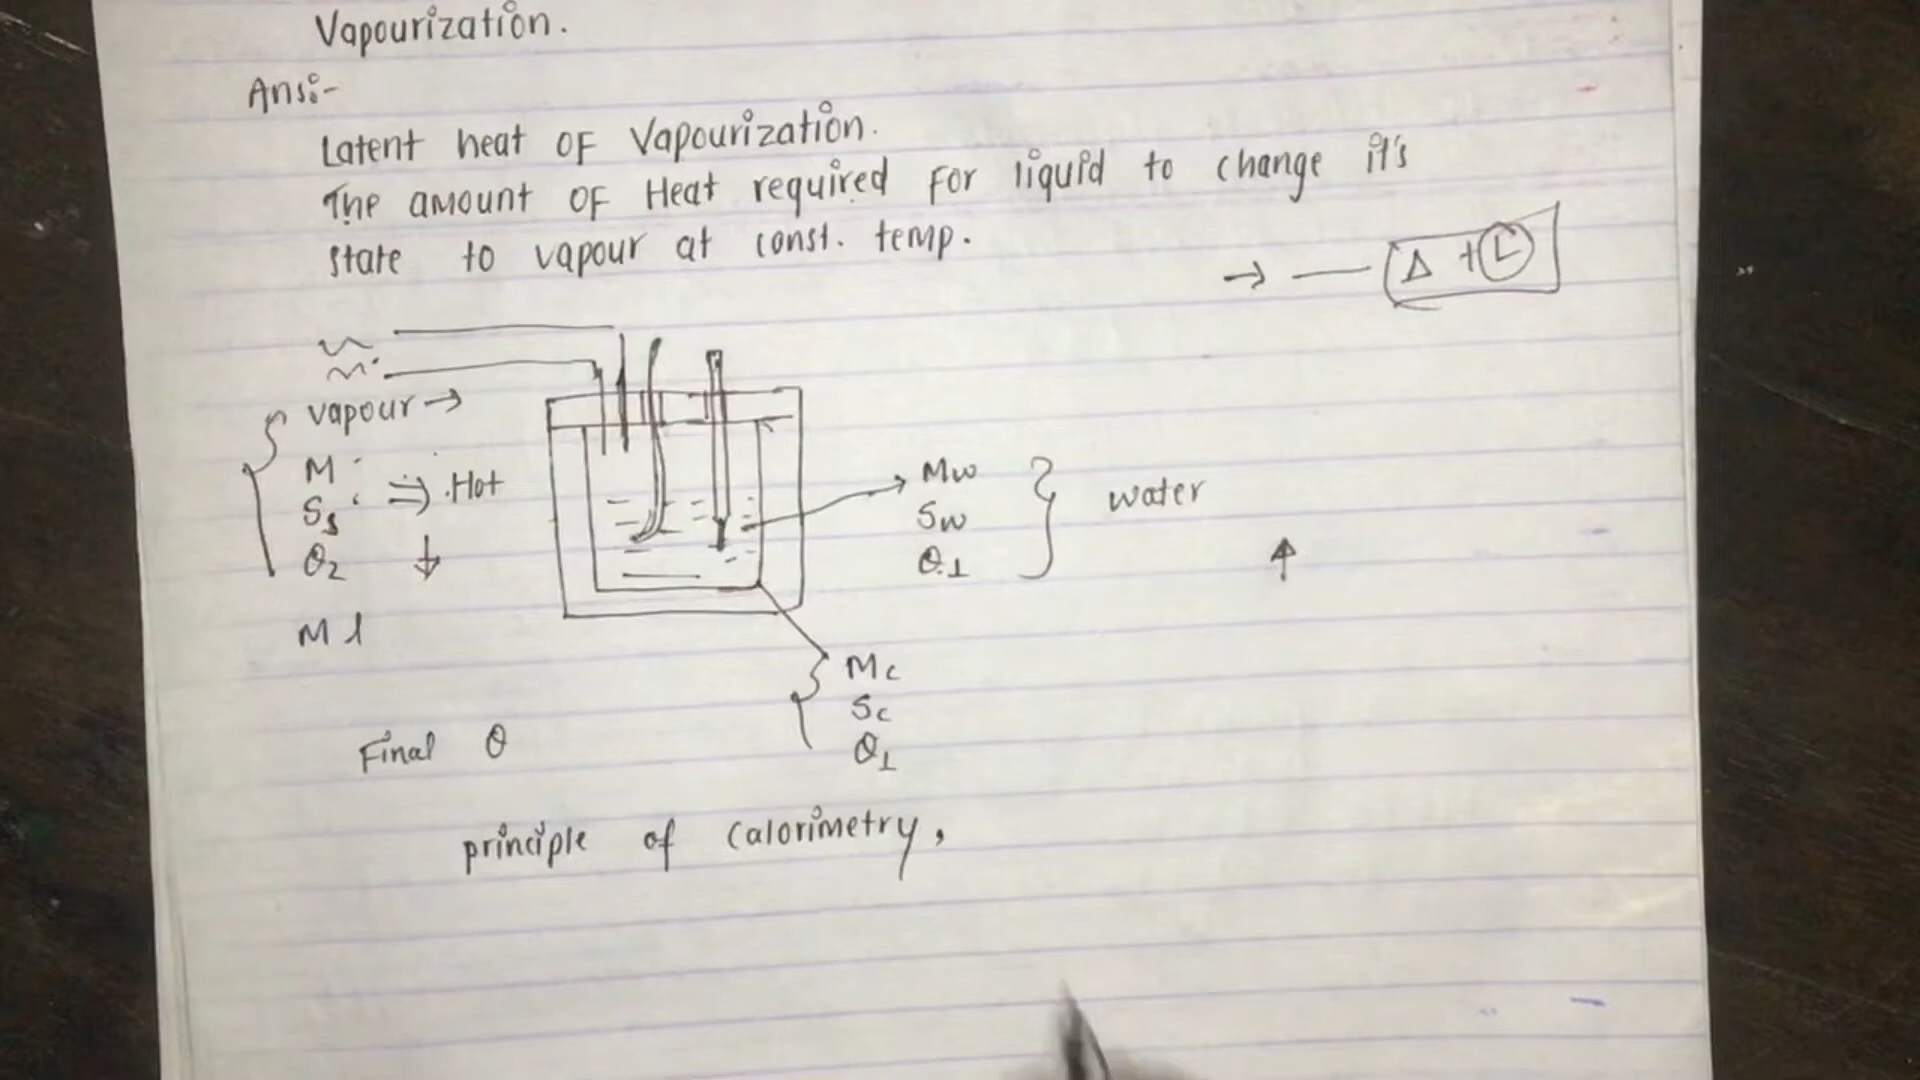 Vapourization.
Ans:-
Latent heat OF Vapourization.
The amount OF Heat required For liquid to change it's
state to vapour at const. temp.
→ — Δ + L
vapour →
M
Ss ⇒ Hot
θ2 ↓
Ml
Mw
Sw
θ1
water ↑
Mc
Sc
θ1
Final θ
principle of calorimetry,